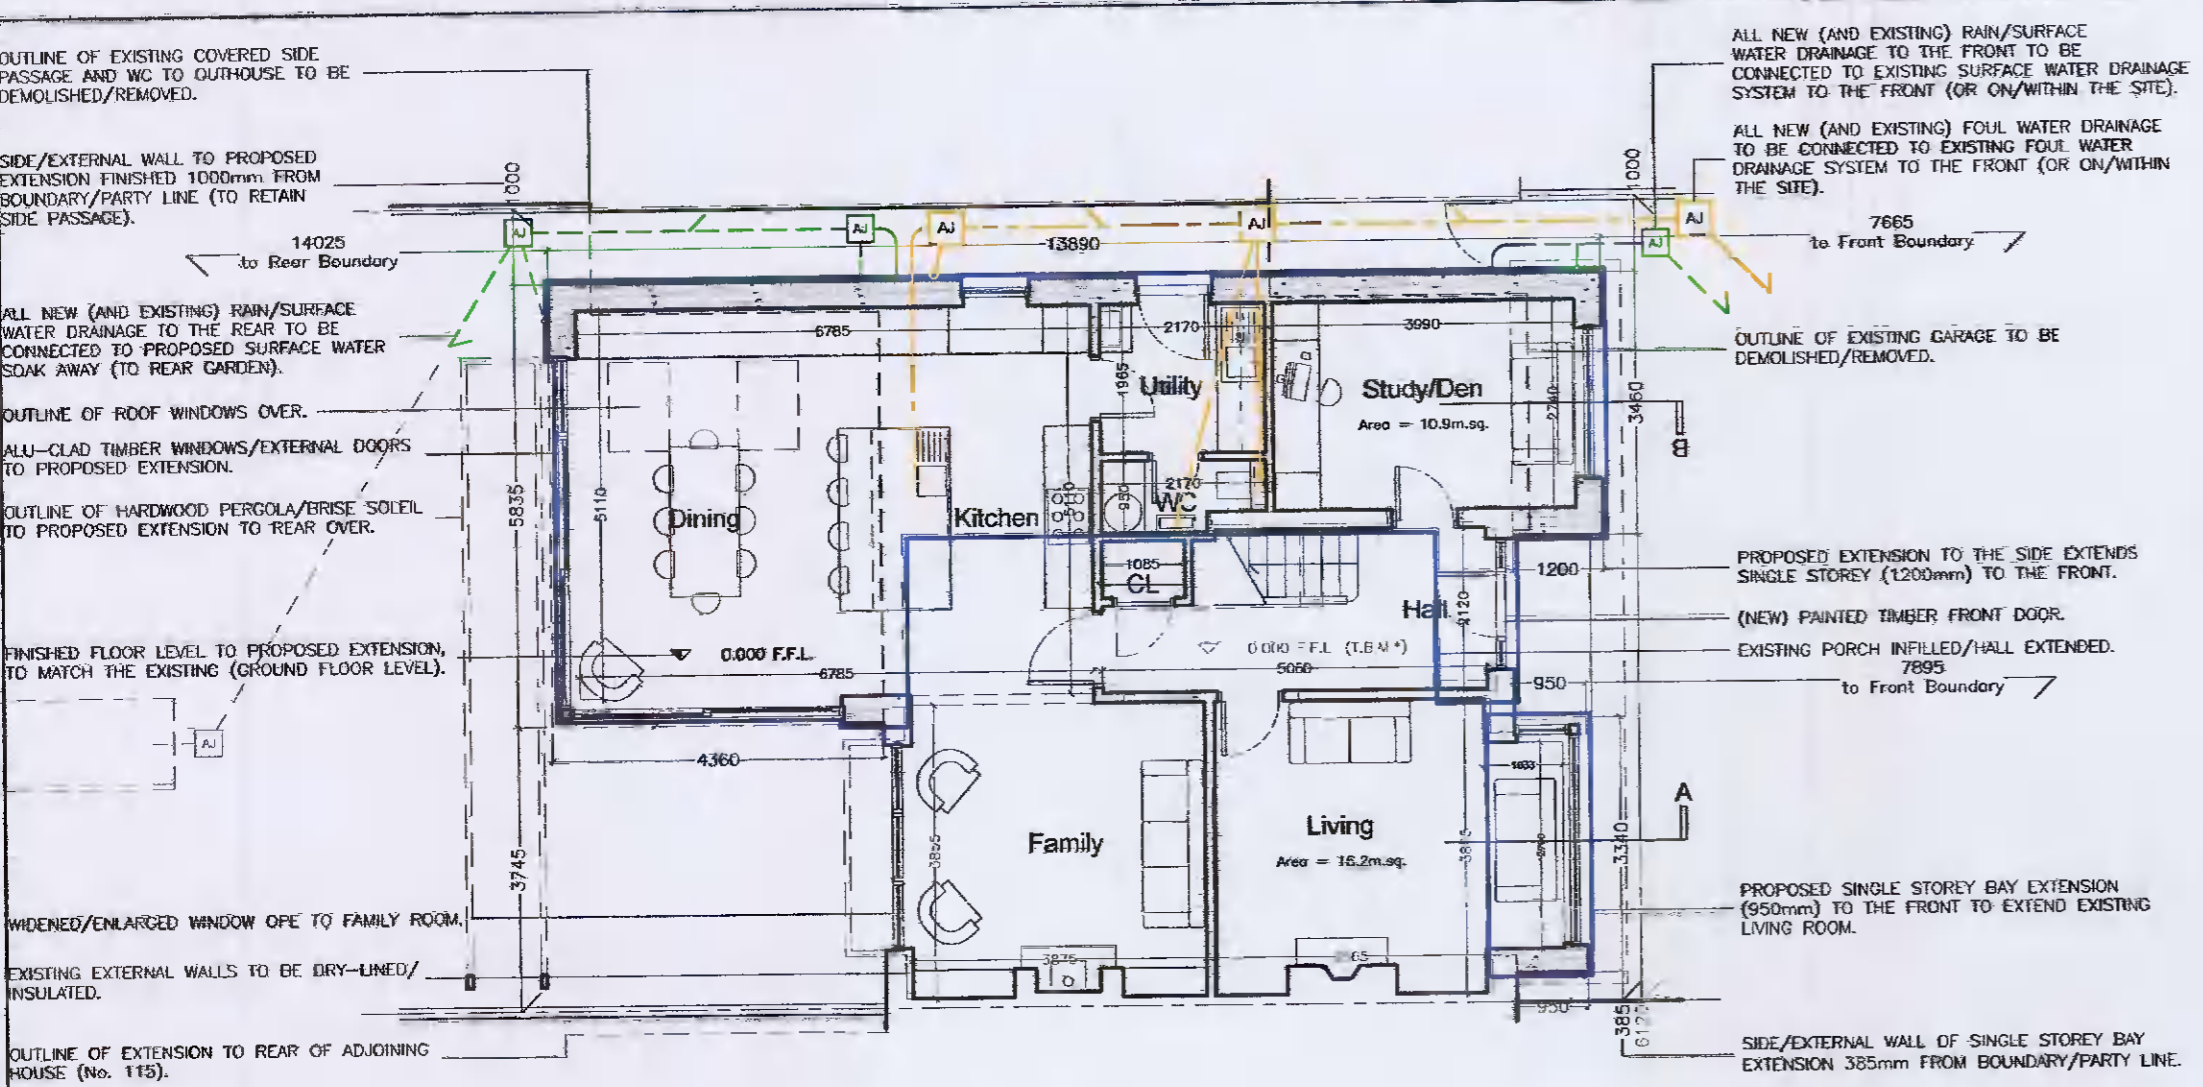 OUTLINE OF EXISTING COVERED SIDE
PASSAGE AND WC TO OUTHOUSE TO BE
DEMOLISHED/REMOVED.
SIDE/EXTERNAL WALL TO PROPOSED
EXTENSION FINISHED 1000mm FROM
BOUNDARY/PARTY LINE (TO RETAIN
SIDE PASSAGE).
14025
to Rear Boundary
ALL NEW (AND EXISTING) RAIN/SURFACE
WATER DRAINAGE TO THE REAR TO BE
CONNECTED TO PROPOSED SURFACE WATER
SOAK AWAY (TO REAR GARDEN).
OUTLINE OF ROOF WINDOWS OVER.
ALU-CLAD TIMBER WINDOWS/EXTERNAL DOORS
TO PROPOSED EXTENSION.
OUTLINE OF HARDWOOD PERGOLA/BRISE SOLEIL
TO PROPOSED EXTENSION TO REAR OVER.
FINISHED FLOOR LEVEL TO PROPOSED EXTENSION,
TO MATCH THE EXISTING (GROUND FLOOR LEVEL).
AJ
WIDENED/ENLARGED WINDOW OPE TO FAMILY ROOM.
EXISTING EXTERNAL WALLS TO BE DRY-LINED/
INSULATED.
OUTLINE OF EXTENSION TO REAR OF ADJOINING
HOUSE (No. 115).
1000
AJ
AJ
AJ
AJ
AJ
AJ
13890
6785
2170
3990
1965
Utility
Study/Den
Area = 10.9m.sq.
2740
3460
B
5835
5110
Dining
Kitchen
2170
950
WC
1085
CL
Hall
2120
1200
0.000 F.F.L.
0.000 F.F.L (T.B.M*)
6785
5060
950
4360
3745
3855
Family
Living
Area = 16.2m.sq.
3340
A
3875
950
385
6120
1000
ALL NEW (AND EXISTING) RAIN/SURFACE
WATER DRAINAGE TO THE FRONT TO BE
CONNECTED TO EXISTING SURFACE WATER DRAINAGE
SYSTEM TO THE FRONT (OR ON/WITHIN THE SITE).
ALL NEW (AND EXISTING) FOUL WATER DRAINAGE
TO BE CONNECTED TO EXISTING FOUL WATER
DRAINAGE SYSTEM TO THE FRONT (OR ON/WITHIN
THE SITE).
7665
to Front Boundary
OUTLINE OF EXISTING GARAGE TO BE
DEMOLISHED/REMOVED.
PROPOSED EXTENSION TO THE SIDE EXTENDS
SINGLE STOREY (1200mm) TO THE FRONT.
(NEW) PAINTED TIMBER FRONT DOOR.
EXISTING PORCH INFILLED/HALL EXTENDED.
7895
to Front Boundary
PROPOSED SINGLE STOREY BAY EXTENSION
(950mm) TO THE FRONT TO EXTEND EXISTING
LIVING ROOM.
SIDE/EXTERNAL WALL OF SINGLE STOREY BAY
EXTENSION 385mm FROM BOUNDARY/PARTY LINE.